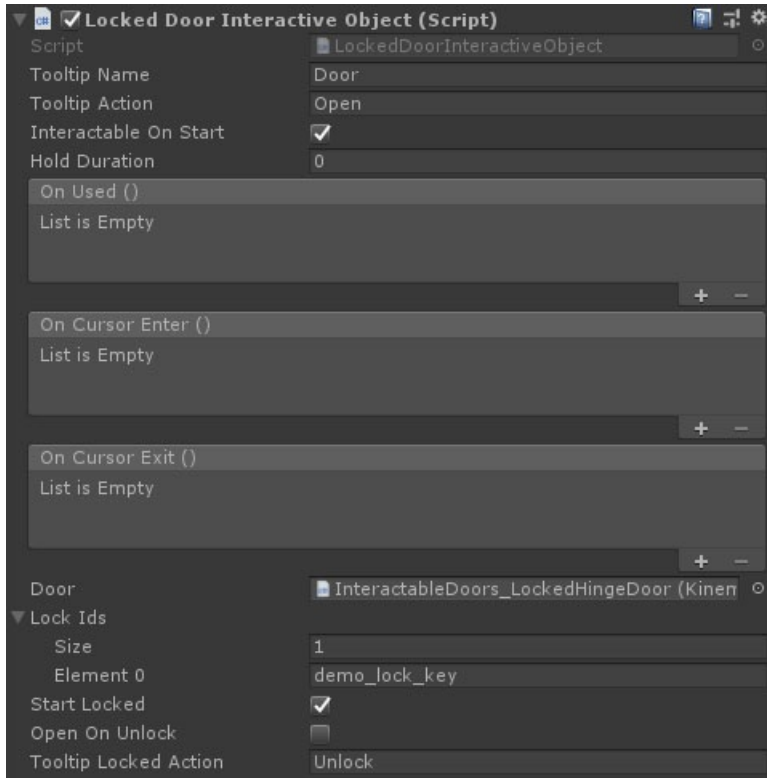 Locked Door Interactive Object (Script)
Script LockedDoorInteractiveObject
Tooltip Name Door
Tooltip Action Open
Interactable On Start
Hold Duration 0
On Used ()
List is Empty
+ −
On Cursor Enter ()
List is Empty
+ −
On Cursor Exit ()
List is Empty
+ −
Door InteractableDoors_LockedHingeDoor (Kinem
Lock Ids
Size 1
Element 0 demo_lock_key
Start Locked
Open On Unlock
Tooltip Locked Action Unlock